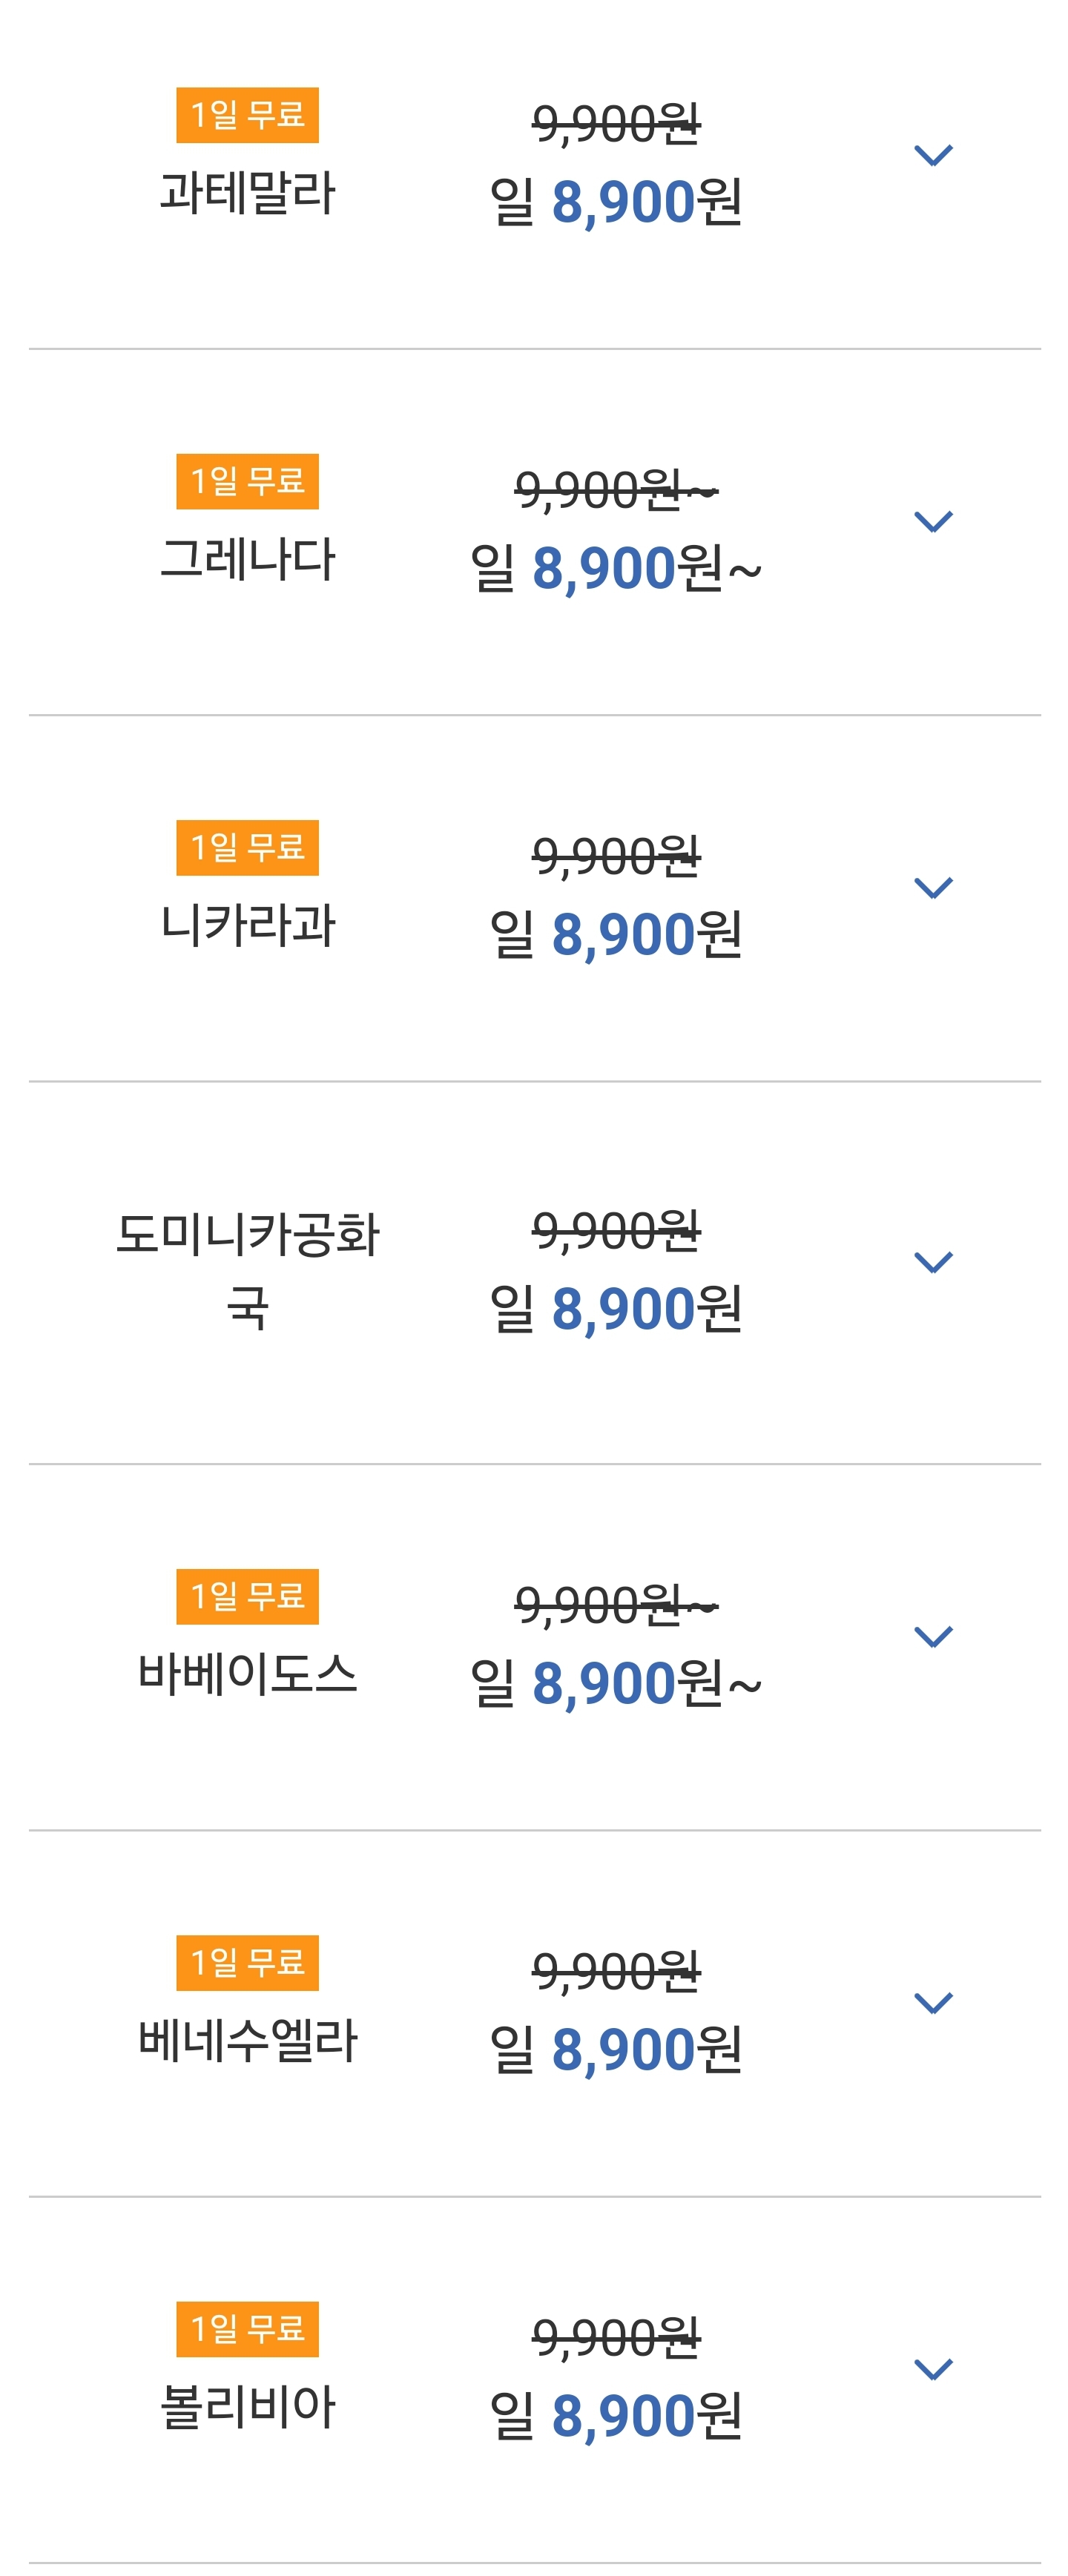 1일 무료
과테말라
9,900원
일 8,900원
1일 무료
그레나다
9,900원~
일 8,900원~
1일 무료
니카라과
9,900원
일 8,900원
도미니카공화
국
9,900원
일 8,900원
1일 무료
바베이도스
9,900원~
일 8,900원~
1일 무료
베네수엘라
9,900원
일 8,900원
1일 무료
볼리비아
9,900원
일 8,900원